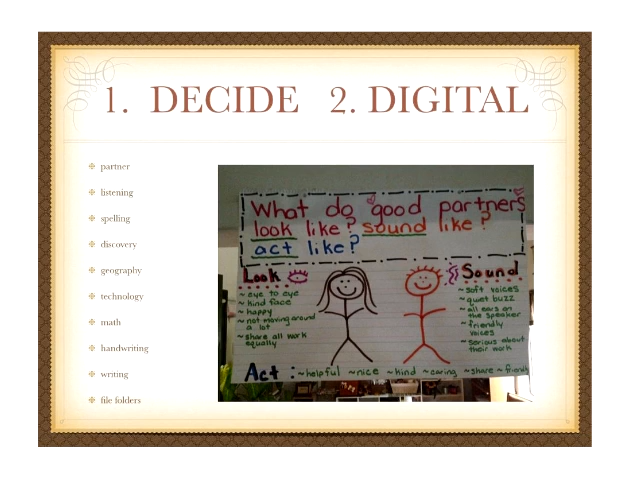 1. DECIDE 2. DIGITAL
partner
listening
spelling
discovery
geography
technology
math
handwriting
writing
file folders
What do good partners
look like? sound like?
act like?
Look
~ eye to eye
~ kind face
~ happy
~ not moving around
a lot
~ share all work
equally
Sound
~ soft voices
~ quiet buzz
~ all ears on
the speaker
~ friendly
voices
~ serious about
their work
Act : ~helpful ~nice ~kind ~caring ~share ~friendly